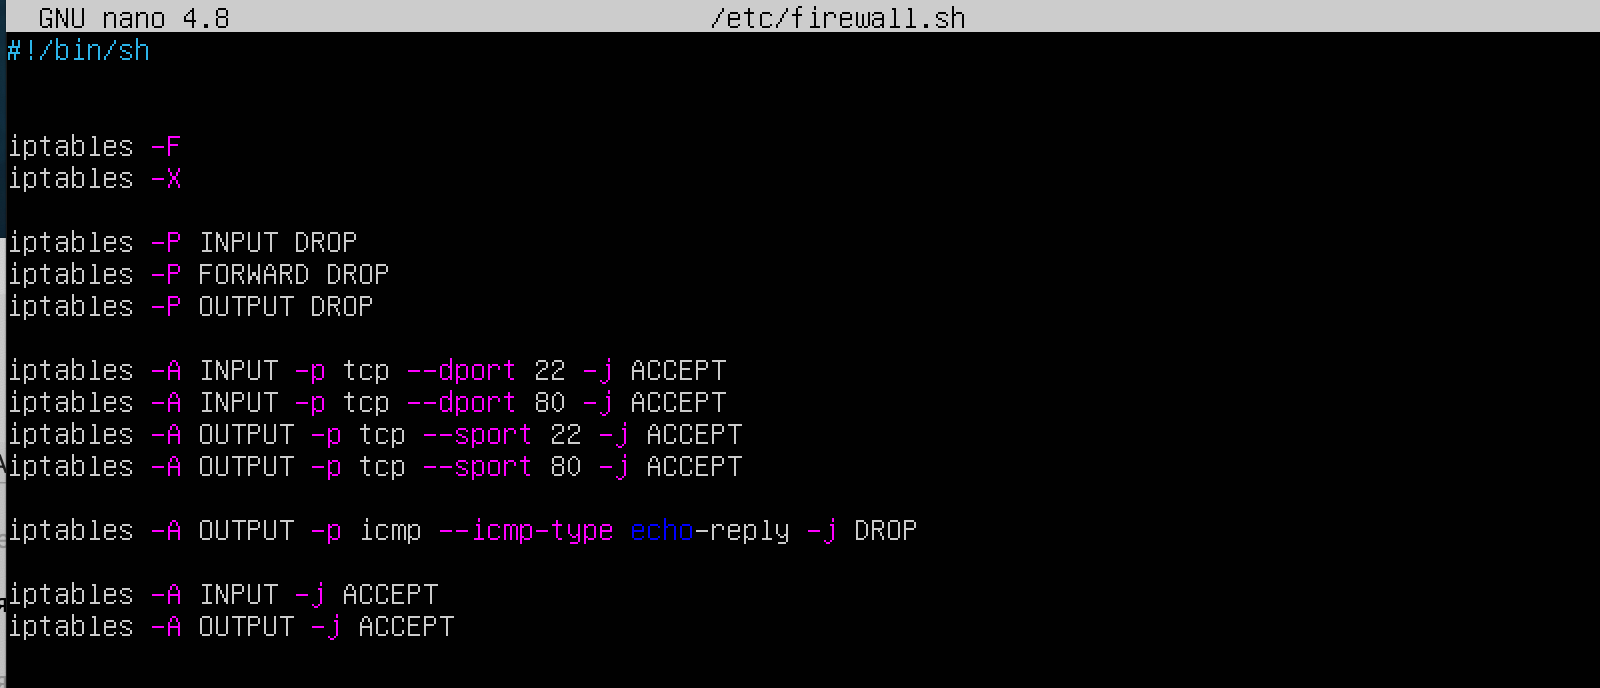 GNU nano 4.8 /etc/firewall.sh
#!/bin/sh
iptables -F
iptables -X
iptables -P INPUT DROP
iptables -P FORWARD DROP
iptables -P OUTPUT DROP
iptables -A INPUT -p tcp --dport 22 -j ACCEPT
iptables -A INPUT -p tcp --dport 80 -j ACCEPT
iptables -A OUTPUT -p tcp --sport 22 -j ACCEPT
iptables -A OUTPUT -p tcp --sport 80 -j ACCEPT
iptables -A OUTPUT -p icmp --icmp-type echo-reply -j DROP
iptables -A INPUT -j ACCEPT
iptables -A OUTPUT -j ACCEPT